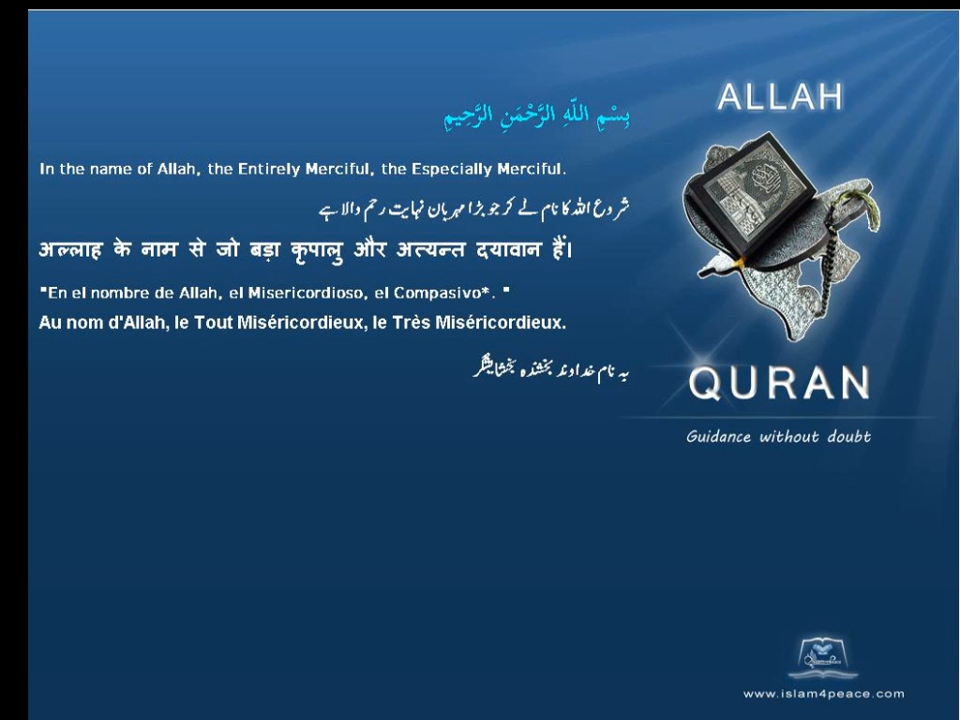 بِسْمِ اللّهِ الرَّحْمَنِ الرَّحِيمِ
In the name of Allah, the Entirely Merciful, the Especially Merciful.
شروع اللہ کا نام لے کر جو بڑا مہربان نہایت رحم والا ہے
अल्लाह के नाम से जो बड़ा कृपालु और अत्यन्त दयावान हैं।
"En el nombre de Allah, el Misericordioso, el Compasivo*. "
Au nom d'Allah, le Tout Miséricordieux, le Très Miséricordieux.
به نام خداوند بخشنده بخشایشگر
ALLAH
QURAN
Guidance without doubt
www.islam4peace.com